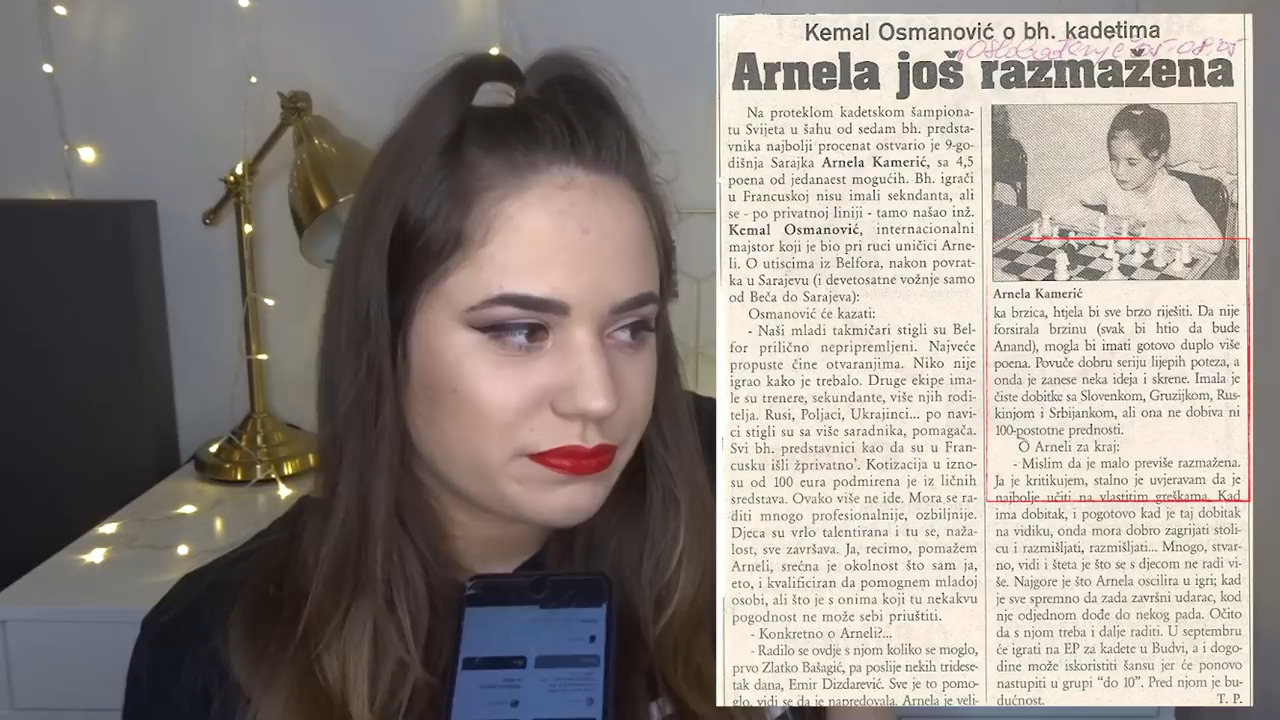 Kemal Osmanović o bh. kadetima
Oslobođenje 05-08.05
Arnela još razmažena
Na proteklom kadetskom šampiona-
tu Svijeta u šahu od sedam bh. predsta-
vnika najbolji procenat ostvario je 9-go-
dišnja Sarajka Arnela Kamerić, sa 4,5
poena od jedanaest mogućih. Bh. igrači
u Francuskoj nisu imali sekndanta, ali
se - po privatnoj liniji - tamo našao inž.
Kemal Osmanović, internacionalni
majstor koji je bio pri ruci uničici Arne-
li. O utiscima iz Belfora, nakon povrat-
ka u Sarajevu (i devetosatne vožnje samo
od Beča do Sarajeva):
Osmanović će kazati:
- Naši mladi takmičari stigli su Bel-
for prilično nepripremljeni. Najveće
propuste čine otvaranjima. Niko nije
igrao kako je trebalo. Druge ekipe ima-
le su trenere, sekundante, više njih rodi-
telja. Rusi, Poljaci, Ukrajinci... po navi-
ci stigli su sa više saradnika, pomagača.
Svi bh. predstavnici kao da su u Fran-
cusku išli žprivatno'. Kotizacija u izno-
su od 100 eura podmirena je iz ličnih
sredstava. Ovako više ne ide. Mora se ra-
diti mnogo profesionalnije, ozbiljnije.
Djeca su vrlo talentirana i tu se, naža-
lost, sve završava. Ja, recimo, pomažem
Arneli, srećna je okolnost što sam ja,
eto, i kvalificiran da pomognem mladoj
osobi, ali što je s onima koji tu nekakvu
pogodnost ne može sebi priuštiti.
- Konkretno o Arneli?...
- Radilo se ovdje s njom koliko se moglo,
prvo Zlatko Bašagić, pa poslije nekih tridese-
tak dana, Emir Dizdarević. Sve je to pomo-
glo, vidi se da je napredovala. Arnela je veli-
Arnela Kamerić
ka brzica, htjela bi sve brzo riješiti. Da nije
forsirala brzinu (svak bi htio da bude
Anand), mogla bi imati gotovo duplo više
poena. Povuče dobru seriju lijepih poteza, a
onda je zanese neka ideja i skrene. Imala je
čiste dobitke sa Slovenkom, Gruzijkom, Rus-
kinjom i Srbijankom, ali ona ne dobiva ni
100-postotne prednosti.
O Arneli za kraj:
- Mislim da je malo previše razmažena.
Ja je kritikujem, stalno je uvjeravam da je
najbolje učiti na vlastitim greškama. Kad
ima dobitak, i pogotovo kad je taj dobitak
na vidiku, onda mora dobro zagrijati stoli-
cu i razmišljati, razmišljati... Mnogo, stvar-
no, vidi i šteta je što se s djecom ne radi vi-
še. Najgore je što Arnela oscilira u igri; kad
je sve spremno da zada završni udarac, kod
nje odjednom dođe do nekog pada. Očito
da s njom treba i dalje raditi. U septembru
će igrati na EP za kadete u Budvi, a i dogo-
dine može iskoristiti šansu jer će ponovo
nastupiti u grupi "do 10". Pred njom je bu-
dućnost.
T. P.